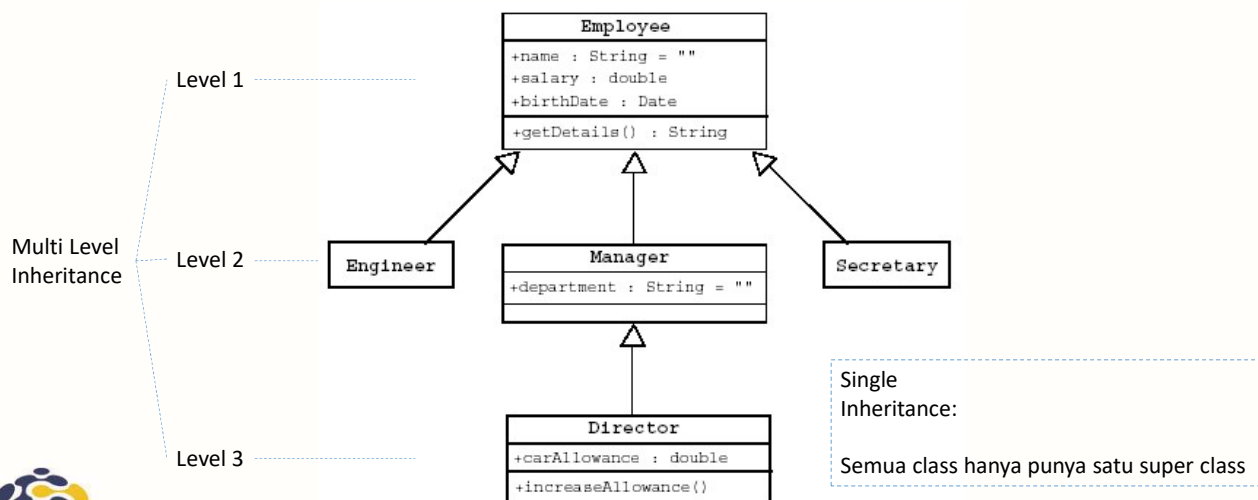 Employee
+name : String = ""
+salary : double
+birthDate : Date
+getDetails() : String
Level 1
Multi Level
Inheritance
Level 2
Engineer
Manager
+department : String = ""
Secretary
Level 3
Director
+carAllowance : double
+increaseAllowance()
Single
Inheritance:
Semua class hanya punya satu super class